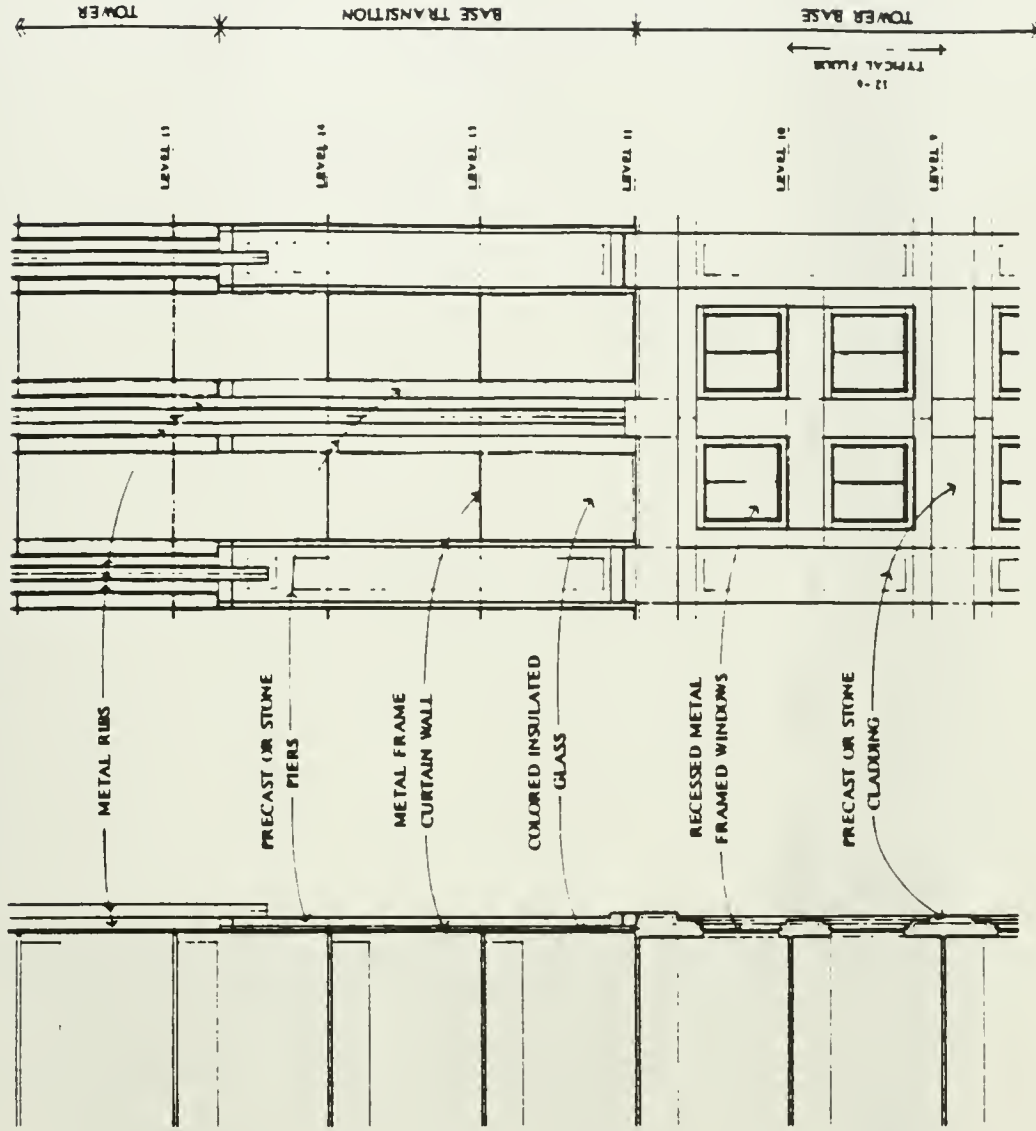 TOWER
BASE TRANSITION
TOWER BASE
12-6
TYPICAL FLOOR
LEVEL
LEVEL 14
LEVEL 13
LEVEL 11
LEVEL 10
LEVEL 9
METAL RIBS
PRECAST OR STONE
PIERS
METAL FRAME
CURTAIN WALL
COLORED INSULATED
GLASS
RECESSED METAL
FRAMED WINDOWS
PRECAST OR STONE
CLADDING